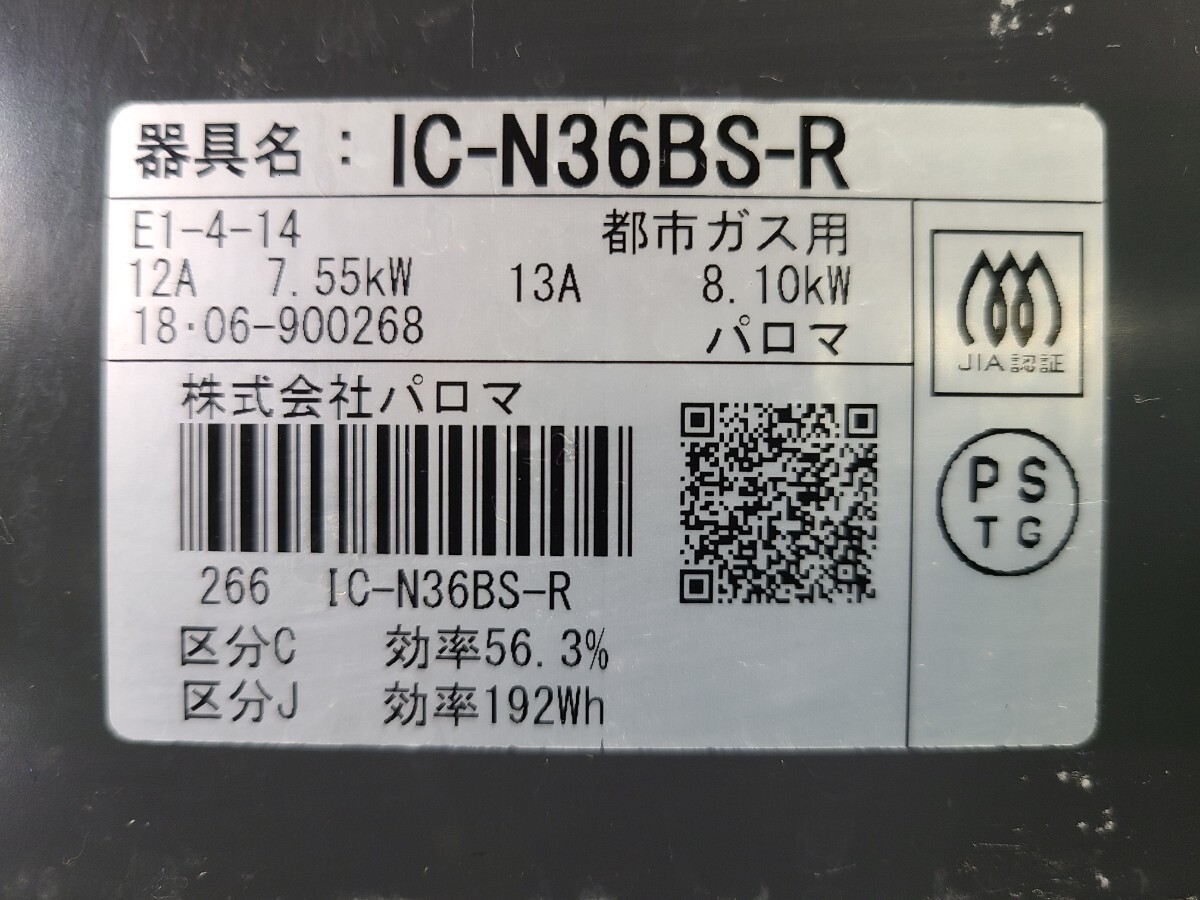 器具名：IC-N36BS-R
E1-4-14 都市ガス用
12A 7.55kW 13A 8.10kW
18・06-900268 パロマ
JIA認証
PS
TG
株式会社パロマ
266 IC-N36BS-R
区分C 効率56.3%
区分J 効率192Wh